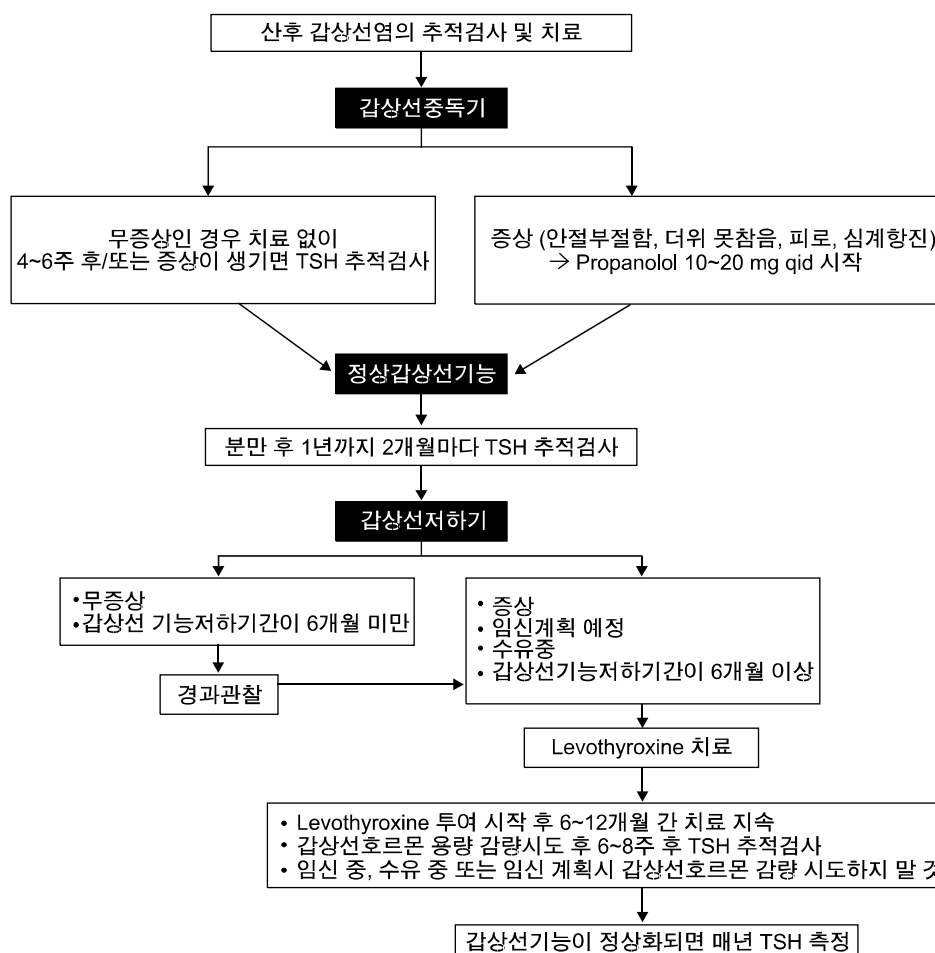 산후 갑상선염의 추적검사 및 치료
갑상선중독기
무증상인 경우 치료 없이
4~6주 후/또는 증상이 생기면 TSH 추적검사
증상 (안절부절함, 더위 못참음, 피로, 심계항진)
→ Propanolol 10~20 mg qid 시작
정상갑상선기능
분만 후 1년까지 2개월마다 TSH 추적검사
갑상선저하기
•무증상
•갑상선 기능저하기간이 6개월 미만
• 증상
• 임신계획 예정
• 수유중
• 갑상선기능저하기간이 6개월 이상
경과관찰
Levothyroxine 치료
• Levothyroxine 투여 시작 후 6~12개월 간 치료 지속
• 갑상선호르몬 용량 감량시도 후 6~8주 후 TSH 추적검사
• 임신 중, 수유 중 또는 임신 계획시 갑상선호르몬 감량 시도하지 말 것
갑상선기능이 정상화되면 매년 TSH 측정